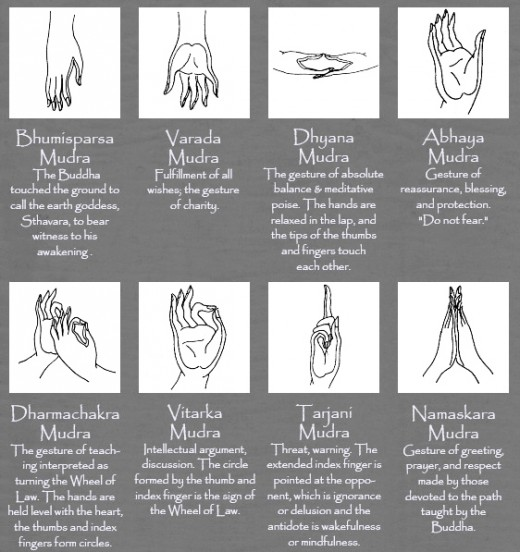 Bhumisparsa
Mudra
The Buddha
touched the ground to
call the earth goddess,
Sthavara, to bear
witness to his
awakening .
Varada
Mudra
Fulfillment of all
wishes; the gesture
of charity.
Dhyana
Mudra
The gesture of absolute
balance & meditative
poise. The hands are
relaxed in the lap, and
the tips of the thumbs
and fingers touch
each other.
Abhaya
Mudra
Gesture of
reassurance, blessing,
and protection.
"Do not fear."
Dharmachakra
Mudra
The gesture of teach-
ing interpreted as
turning the Wheel of
Law. The hands are
held level with the heart,
the thumbs and index
fingers form circles.
Vitarka
Mudra
Intellectual argument,
discussion. The circle
formed by the thumb and
index finger is the sign of
the Wheel of Law.
Tarjani
Mudra
Threat, warning. The
extended index finger is
pointed at the oppo-
nent, which is ignorance
or delusion and the
antidote is wakefulness
or mindfulness.
Namaskara
Mudra
Gesture of greeting,
prayer, and respect
made by those
devoted to the path
taught by the
Buddha.